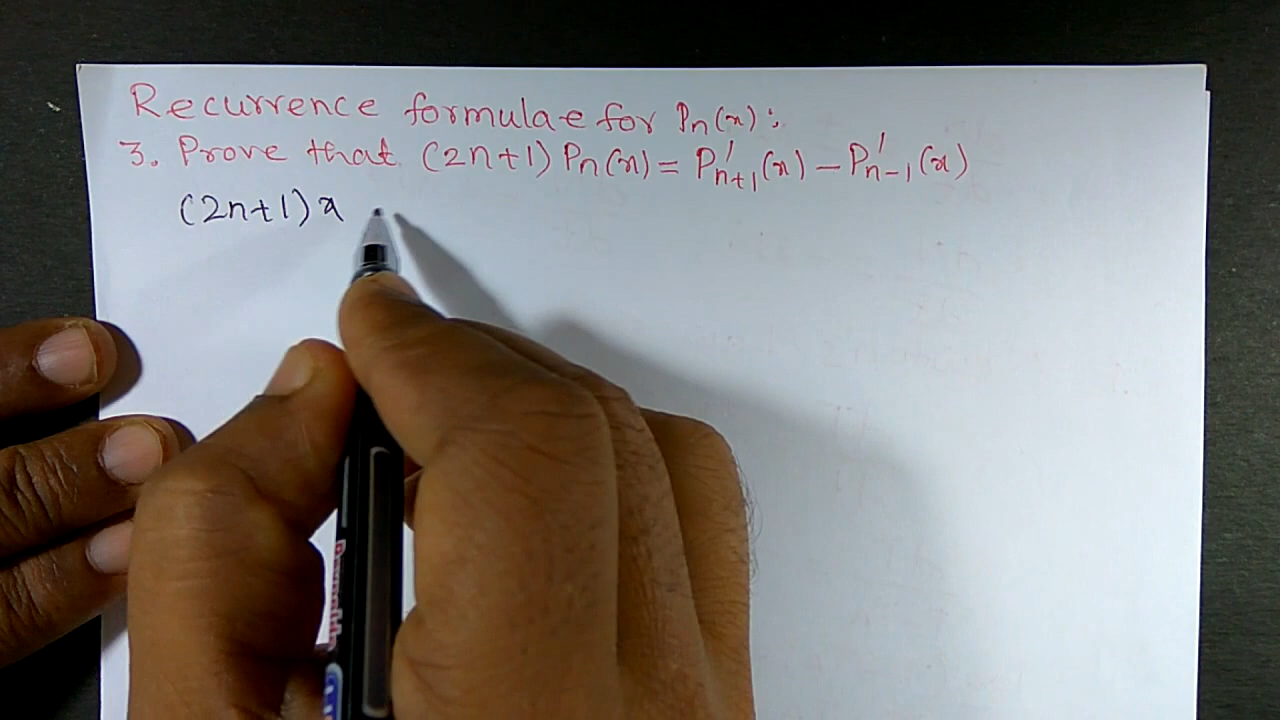 Recurrence formulae for Pn(x):
3. Prove that (2n+1) Pn(x) = P'n+1(x) - P'n-1(x)
(2n+1) x